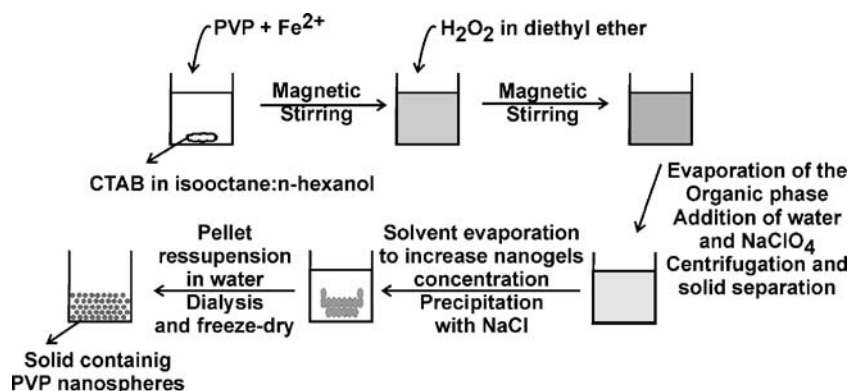 PVP + Fe2+
H2O2 in diethyl ether
Magnetic
Stirring
Magnetic
Stirring
CTAB in isooctane:n-hexanol
Evaporation of the
Organic phase
Addition of water
and NaClO4
Centrifugation and
solid separation
Solvent evaporation
to increase nanogels
concentration
Precipitation
with NaCl
Pellet
ressupension
in water
Dialysis
and freeze-dry
Solid containig
PVP nanospheres